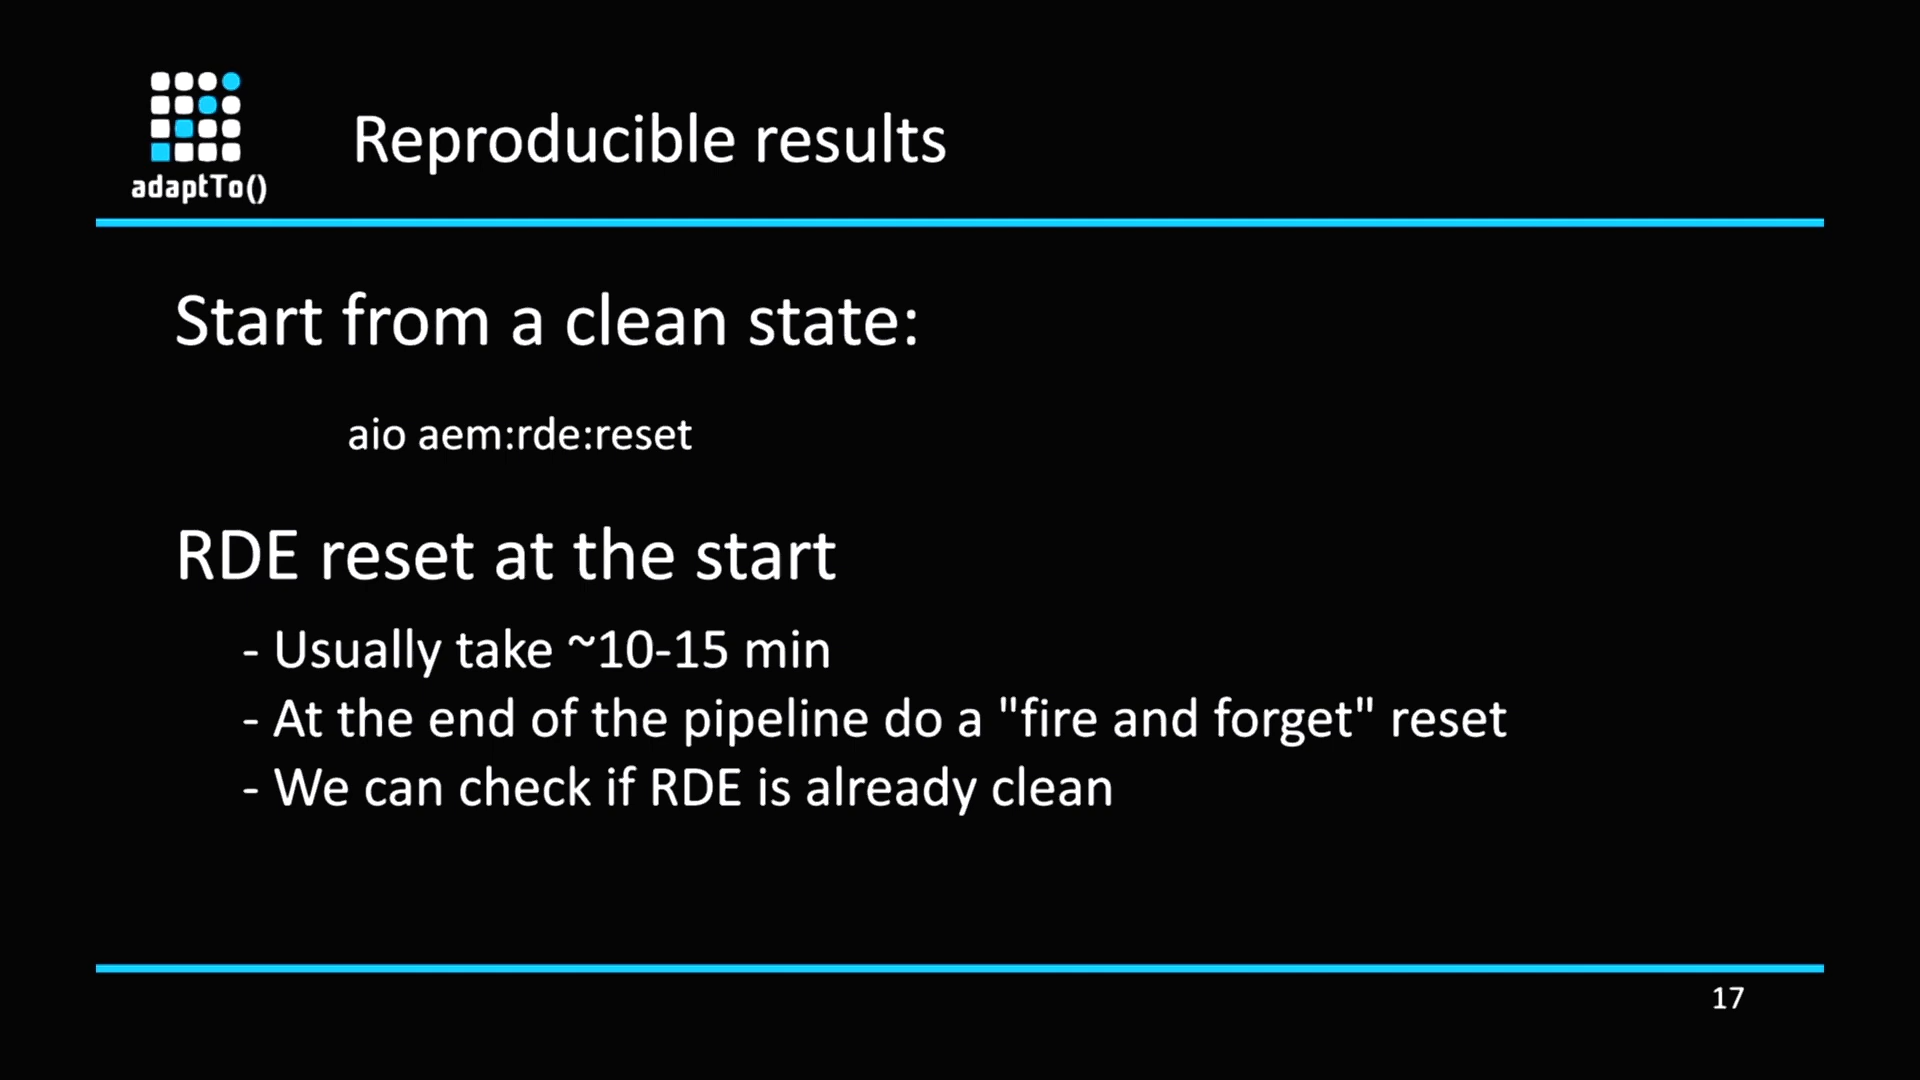 adaptTo()
Reproducible results
Start from a clean state:
aio aem:rde:reset
RDE reset at the start
- Usually take ~10-15 min
- At the end of the pipeline do a "fire and forget" reset
- We can check if RDE is already clean
17